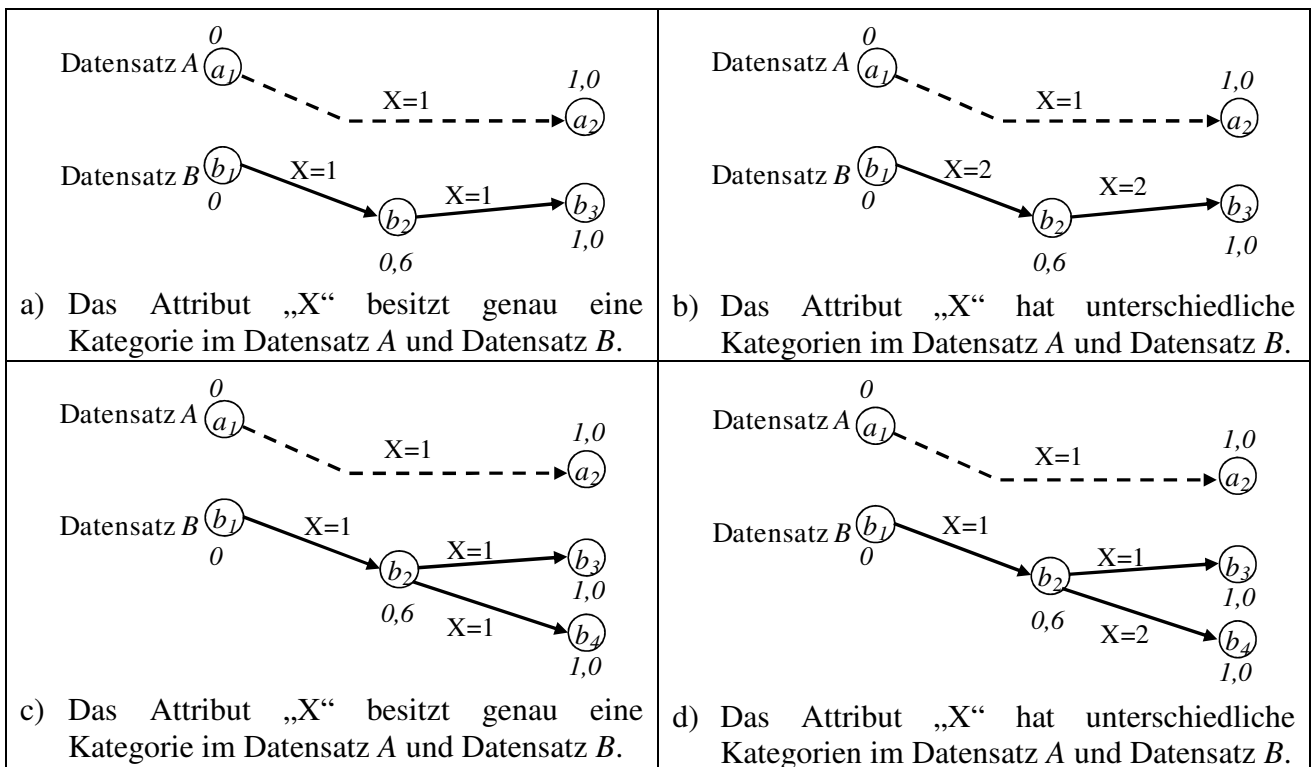 0
Datensatz A a1
1,0
X=1
a2
Datensatz B b1
X=1
X=1
0
b2
b3
0,6
1,0
a) Das Attribut „X“ besitzt genau eine
Kategorie im Datensatz A und Datensatz B.
0
Datensatz A a1
1,0
X=1
a2
Datensatz B b1
X=2
X=2
0
b2
b3
0,6
1,0
b) Das Attribut „X“ hat unterschiedliche
Kategorien im Datensatz A und Datensatz B.
0
Datensatz A a1
1,0
X=1
a2
Datensatz B b1
X=1
X=1
0
b2
b3
1,0
0,6
X=1
b4
1,0
c) Das Attribut „X“ besitzt genau eine
Kategorie im Datensatz A und Datensatz B.
0
Datensatz A a1
1,0
X=1
a2
Datensatz B b1
X=1
X=1
0
b2
b3
1,0
0,6
X=2
b4
1,0
d) Das Attribut „X“ hat unterschiedliche
Kategorien im Datensatz A und Datensatz B.